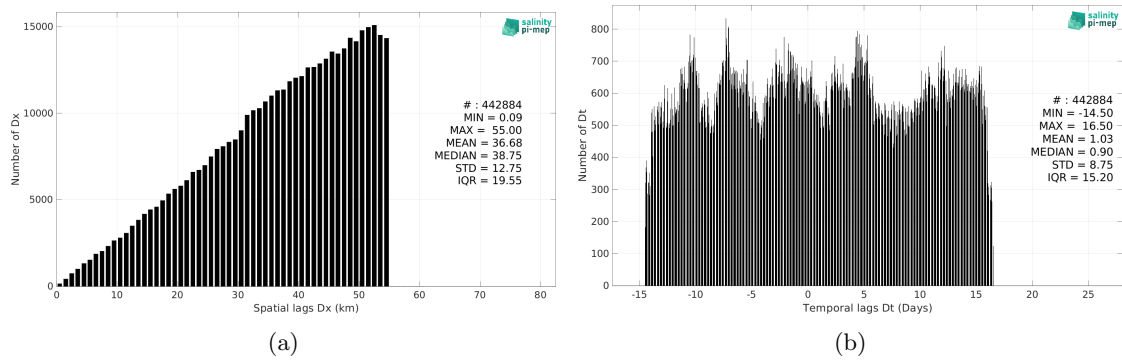 salinity
pi-mep
15000
10000
5000
0
Number of Dx
# : 442884
MIN = 0.09
MAX = 55.00
MEAN = 36.68
MEDIAN = 38.75
STD = 12.75
IQR = 19.55
0 10 20 30 40 50 60 70 80
Spatial lags Dx (km)
(a)
salinity
pi-mep
800
700
600
500
400
300
200
100
0
Number of Dt
# : 442884
MIN = -14.50
MAX = 16.50
MEAN = 1.03
MEDIAN = 0.90
STD = 8.75
IQR = 15.20
-15 -10 -5 0 5 10 15
Temporal lags Dt (Days)
(b)